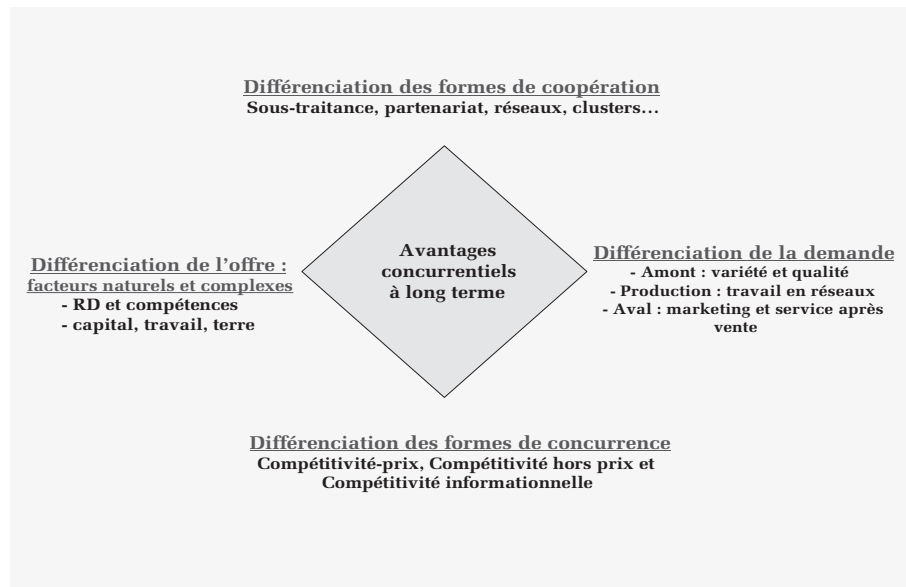 Différenciation des formes de coopération
Sous-traitance, partenariat, réseaux, clusters…
Avantages
concurrentiels
à long terme
Différenciation de l’offre :
facteurs naturels et complexes
- RD et compétences
- capital, travail, terre
Différenciation de la demande
- Amont : variété et qualité
- Production : travail en réseaux
- Aval : marketing et service après
vente
Différenciation des formes de concurrence
Compétitivité-prix, Compétitivité hors prix et
Compétitivité informationnelle